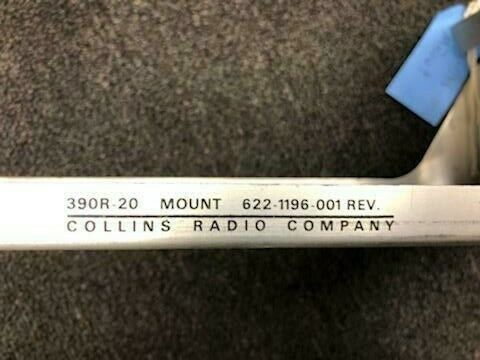 390R-20 MOUNT 622-1196-001 REV.
COLLINS RADIO COMPANY